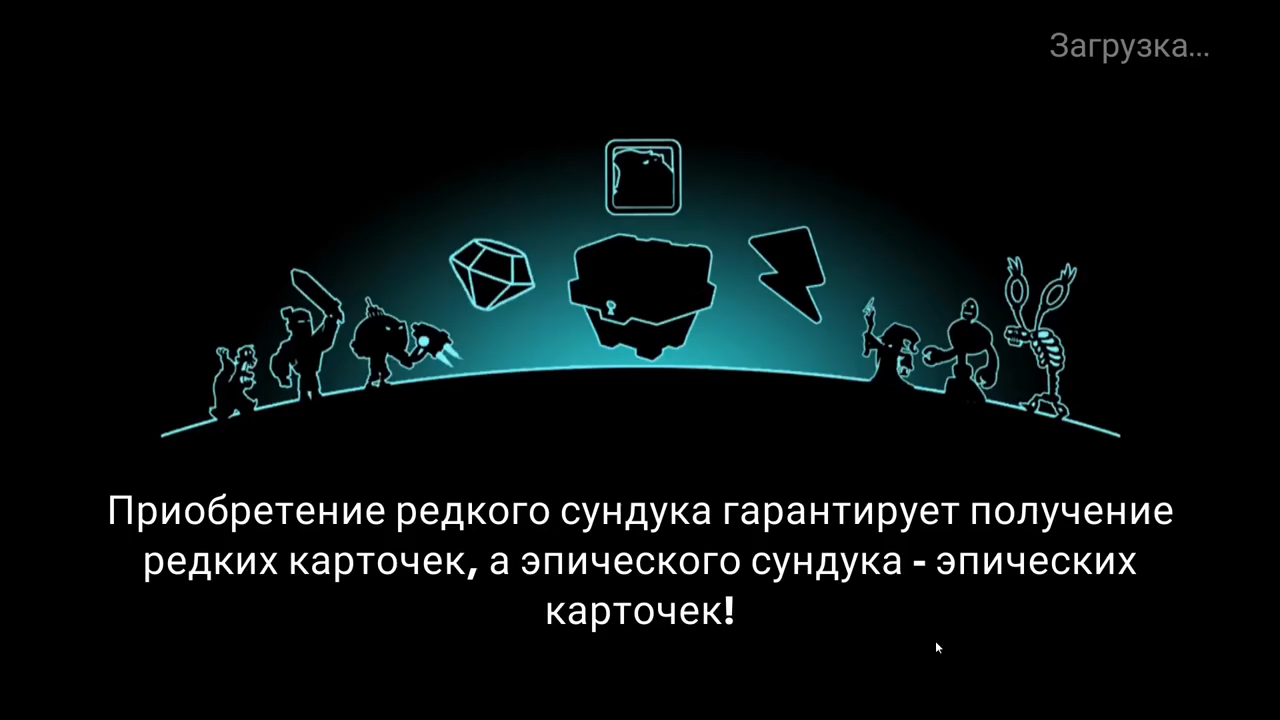 Загрузка...
Приобретение редкого сундука гарантирует получение
редких карточек, а эпического сундука - эпических
карточек!